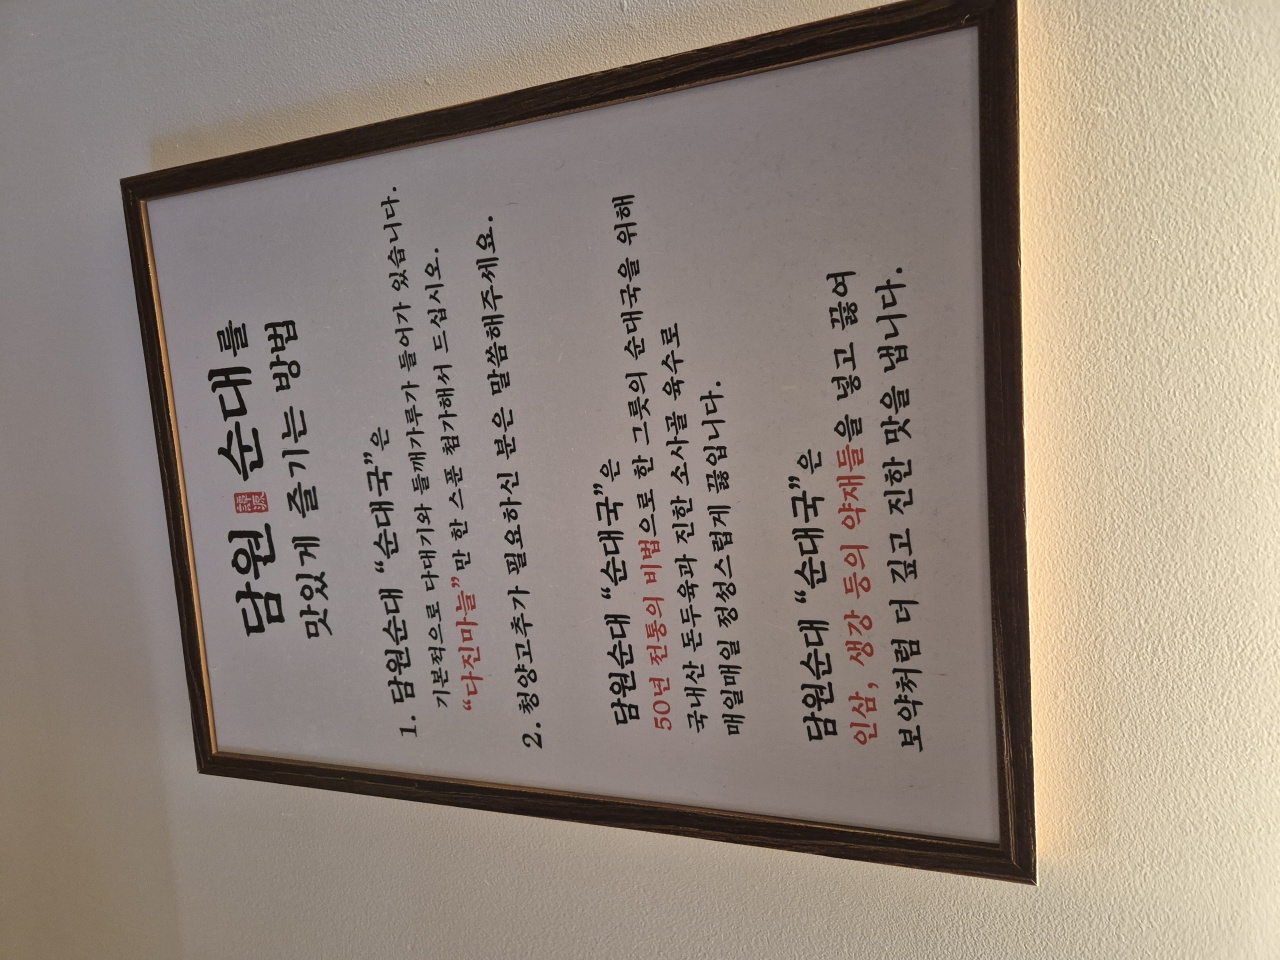 담원 譚源 순대를
맛있게 즐기는 방법
1. 담원순대 “순대국”은
기본적으로 다대기와 들깨가루가 들어가 있습니다.
“다진마늘”만 한 스푼 첨가해서 드십시오.
2. 청양고추가 필요하신 분은 말씀해주세요.
담원순대 “순대국”은
50년 전통의 비법으로 한 그릇의 순대국을 위해
국내산 돈두육과 진한 소사골 육수로
매일매일 정성스럽게 끓입니다.
담원순대 “순대국”은
인삼, 생강 등의 약재들을 넣고 끓여
보약처럼 더 깊고 진한 맛을 냅니다.